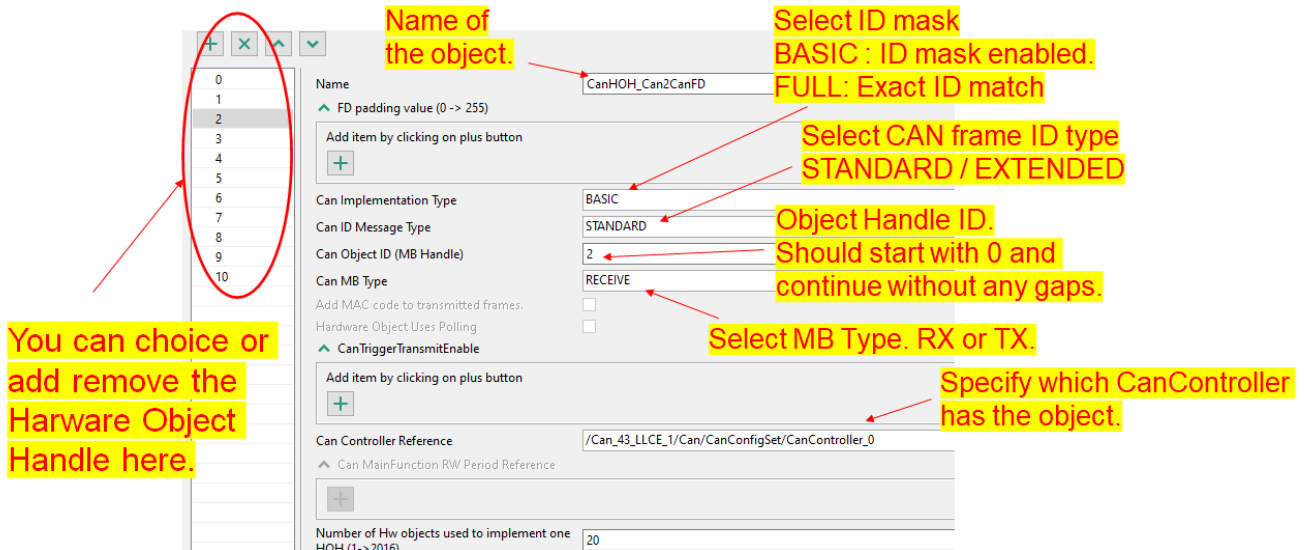 Name of
the object.
Select ID mask
BASIC : ID mask enabled.
FULL: Exact ID match
Select CAN frame ID type
STANDARD / EXTENDED
Object Handle ID.
Should start with 0 and
continue without any gaps.
Select MB Type. RX or TX.
Specify which CanController
has the object.
You can choice or
add remove the
Harware Object
Handle here.
0
1
2
3
4
5
6
7
8
9
10
Name
CanHOH_Can2CanFD
FD padding value (0 -> 255)
Add item by clicking on plus button
Can Implementation Type
BASIC
Can ID Message Type
STANDARD
Can Object ID (MB Handle)
2
Can MB Type
RECEIVE
Add MAC code to transmitted frames.
Hardware Object Uses Polling
CanTriggerTransmitEnable
Add item by clicking on plus button
Can Controller Reference
/Can_43_LLCE_1/Can/CanConfigSet/CanController_0
Can MainFunction RW Period Reference
Number of Hw objects used to implement one
HOH (1->2016)
20